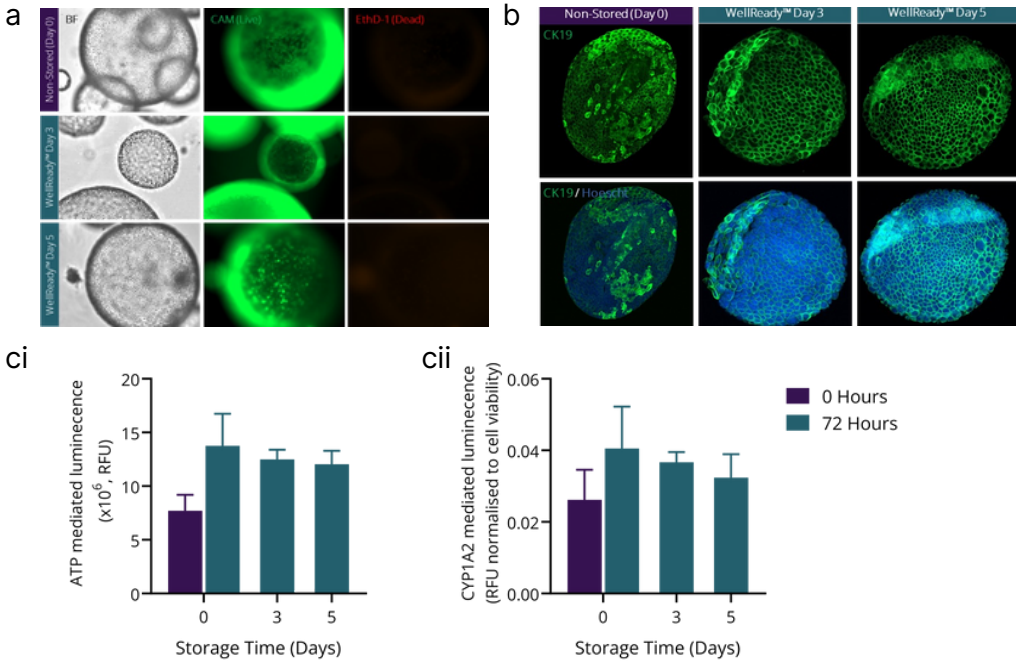 a
BF
CAM (Live)
EthD-1 (Dead)
Non-Stored (Day 0)
WellReady™ Day 3
WellReady™ Day 5
b
Non-Stored (Day 0)
WellReady™ Day 3
WellReady™ Day 5
CK19
CK19/Hoescht
ci
ATP mediated luminecence
(x10⁶, RFU)
20
15
10
5
0
0
3
5
Storage Time (Days)
cii
CYP1A2 mediated luminecence
(RFU normalised to cell viability)
0.06
0.04
0.02
0.00
0
3
5
Storage Time (Days)
0 Hours
72 Hours